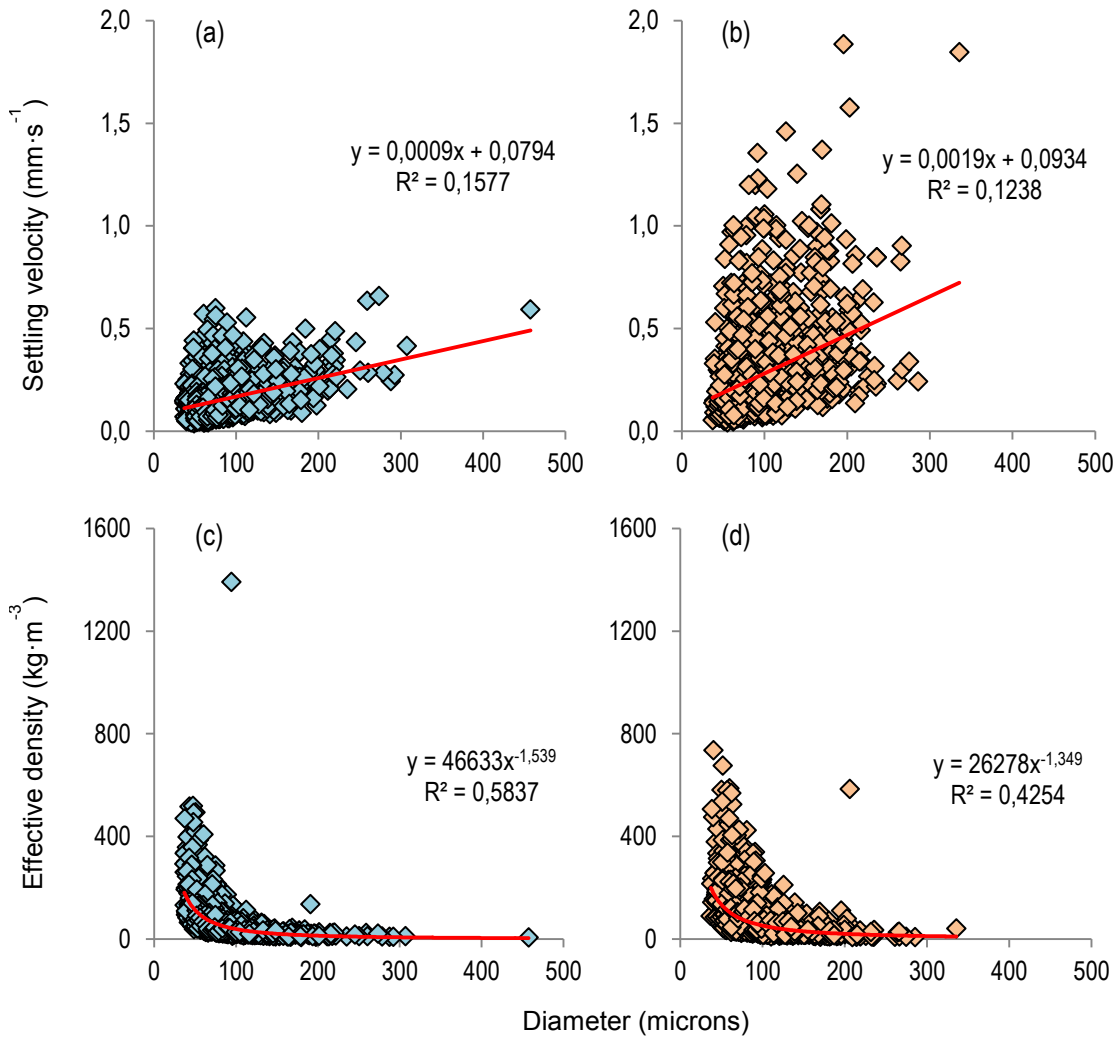 (a)
2,0
1,5
1,0
0,5
0,0
0 100 200 300 400 500
y = 0,0009x + 0,0794
R² = 0,1577
Settling velocity (mm·s⁻¹)
(b)
2,0
1,5
1,0
0,5
0,0
0 100 200 300 400 500
y = 0,0019x + 0,0934
R² = 0,1238
(c)
1600
1200
800
400
0
0 100 200 300 400 500
y = 46633x⁻¹,⁵³⁹
R² = 0,5837
Effective density (kg·m⁻³)
(d)
1600
1200
800
400
0
0 100 200 300 400 500
y = 26278x⁻¹,³⁴⁹
R² = 0,4254
Diameter (microns)